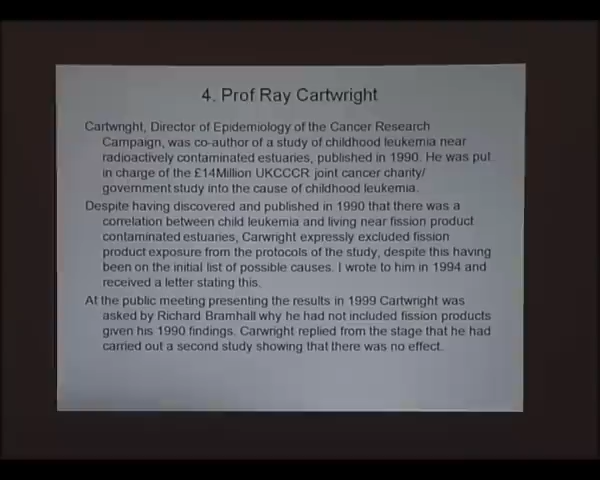 4. Prof Ray Cartwright
Cartwright, Director of Epidemiology of the Cancer Research
Campaign, was co-author of a study of childhood leukemia near
radioactively contaminated estuaries, published in 1990. He was put
in charge of the £14Million UKCCCR joint cancer charity/
government study into the cause of childhood leukemia.
Despite having discovered and published in 1990 that there was a
correlation between child leukemia and living near fission product
contaminated estuaries, Carwright expressly excluded fission
product exposure from the protocols of the study, despite this having
been on the initial list of possible causes. I wrote to him in 1994 and
received a letter stating this.
At the public meeting presenting the results in 1999 Cartwright was
asked by Richard Bramhall why he had not included fission products
given his 1990 findings. Carwright replied from the stage that he had
carried out a second study showing that there was no effect.